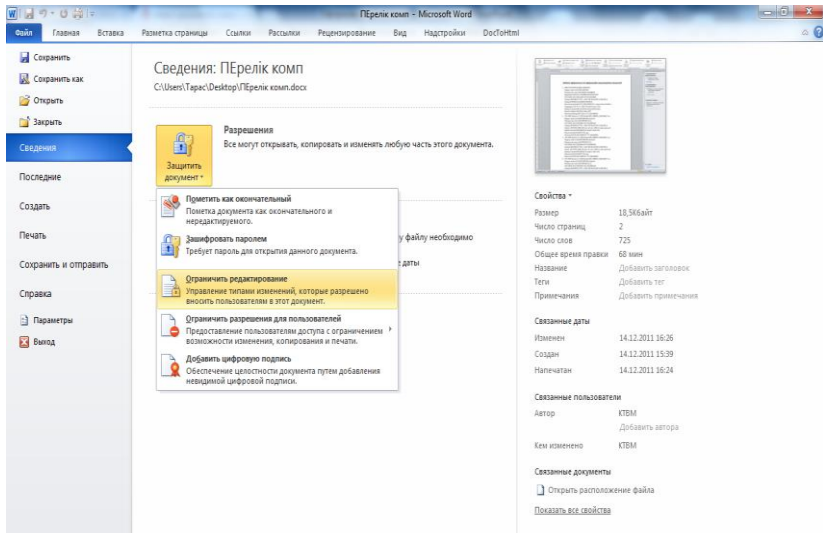 ПЕрелік комп - Microsoft Word
Файл Главная Вставка Разметка страницы Ссылки Рассылки Рецензирование Вид Надстройки DocToHtml
Сохранить
Сохранить как
Открыть
Закрыть
Сведения
Последние
Создать
Печать
Сохранить и отправить
Справка
Параметры
Выход
Сведения: ПЕрелік комп
C:\Users\Тарас\Desktop\ПЕрелік комп.docx
Защитить
документ
Разрешения
Все могут открывать, копировать и изменять любую часть этого документа.
Пометить как окончательный
Пометка документа как окончательного и
нередактируемого.
Зашифровать паролем
Требует пароль для открытия данного документа.
Ограничить редактирование
Управление типами изменений, которые разрешено
вносить пользователям в этот документ.
Ограничить разрешения для пользователей
Предоставление пользователям доступа с ограничением
возможности изменения, копирования и печати.
Добавить цифровую подпись
Обеспечение целостности документа путем добавления
невидимой цифровой подписи.
у файлу необходимо
даты
Свойства
Размер 18,5Кбайт
Число страниц 2
Число слов 725
Общее время правки 68 мин
Название Добавить заголовок
Теги Добавить тег
Примечания Добавить примечания
Связанные даты
Изменен 14.12.2011 16:26
Создан 14.12.2011 15:39
Напечатан 14.12.2011 16:24
Связанные пользователи
Автор КТВМ
Добавить автора
Кем изменено КТВМ
Связанные документы
Открыть расположение файла
Показать все свойства